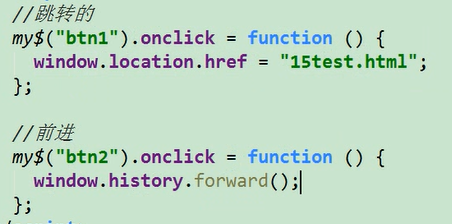 //跳转的
my$("btn1").onclick = function () {
  window.location.href = "15test.html";
};

//前进
my$("btn2").onclick = function () {
  window.history.forward();
};